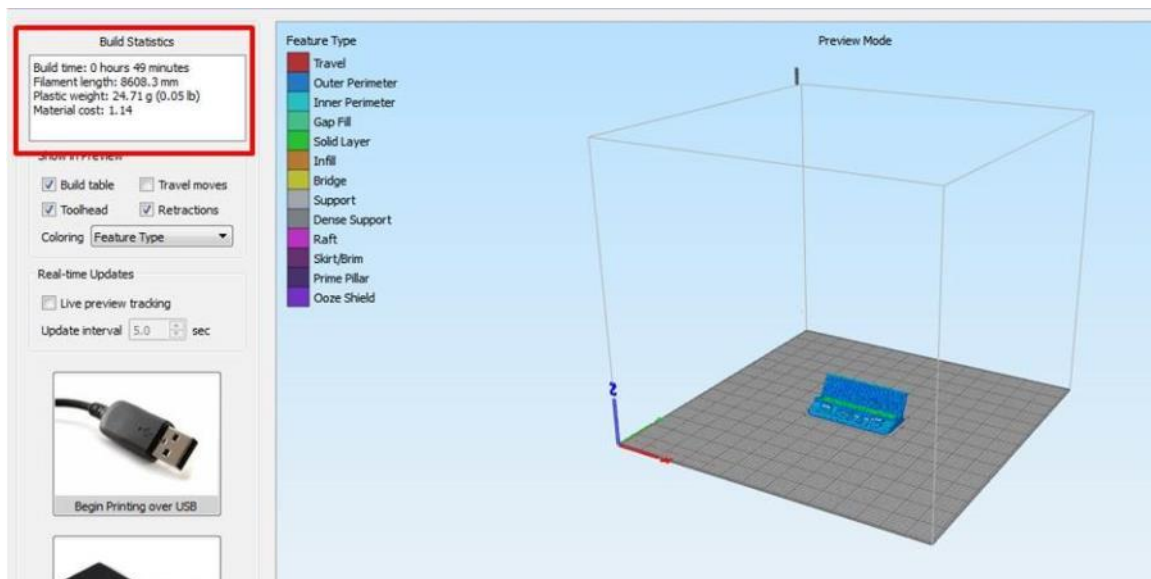 Build Statistics
Build time: 0 hours 49 minutes
Filament length: 8608.3 mm
Plastic weight: 24.71 g (0.05 lb)
Material cost: 1.14
Show in Preview
Build table
Travel moves
Toolhead
Retractions
Coloring Feature Type
Real-time Updates
Live preview tracking
Update interval 5.0 sec
Begin Printing over USB
Feature Type
Travel
Outer Perimeter
Inner Perimeter
Gap Fill
Solid Layer
Infill
Bridge
Support
Dense Support
Raft
Skirt/Brim
Prime Pillar
Ooze Shield
Preview Mode